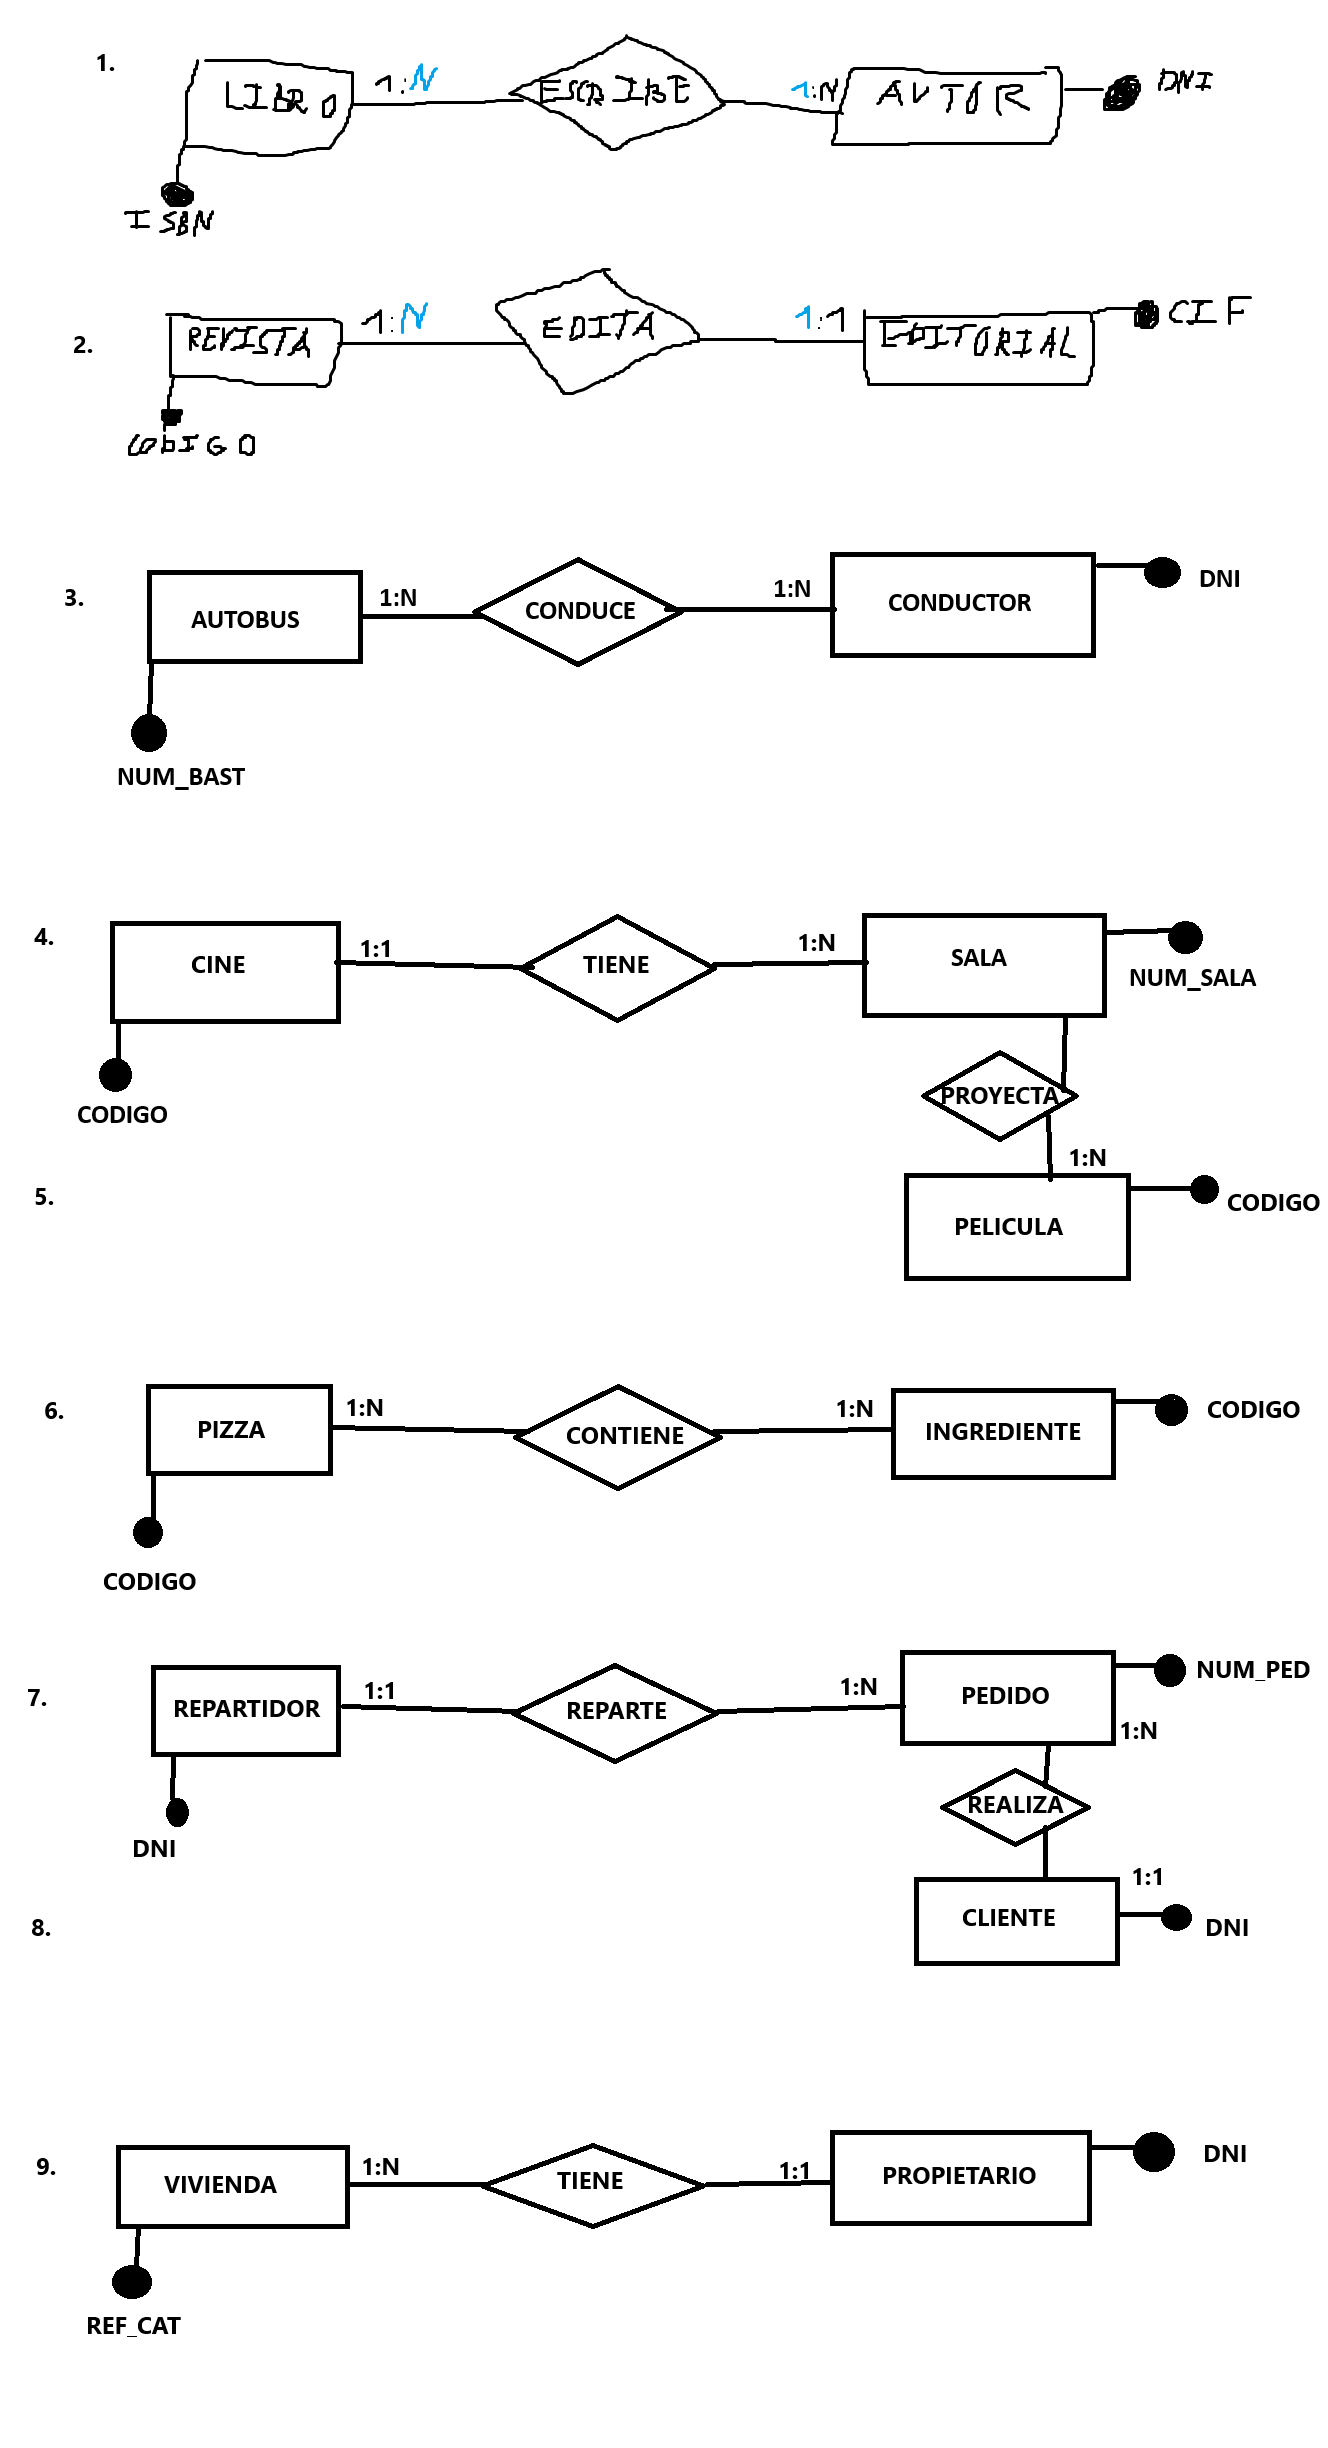 1.
LIBRO 1:N ESCRIBE 1:N AUTOR DNI
ISBN
2.
REVISTA 1:N EDITA 1:1 EDITORIAL CIF
CODIGO
3.
AUTOBUS 1:N CONDUCE 1:N CONDUCTOR DNI
NUM_BAST
4.
CINE 1:1 TIENE 1:N SALA
NUM_SALA
CODIGO
PROYECTA
1:N
5.
PELICULA CODIGO
6.
PIZZA 1:N CONTIENE 1:N INGREDIENTE CODIGO
CODIGO
7.
REPARTIDOR 1:1 REPARTE 1:N PEDIDO NUM_PED
1:N
DNI
REALIZA
1:1
8.
CLIENTE DNI
9.
VIVIENDA 1:N TIENE 1:1 PROPIETARIO DNI
REF_CAT